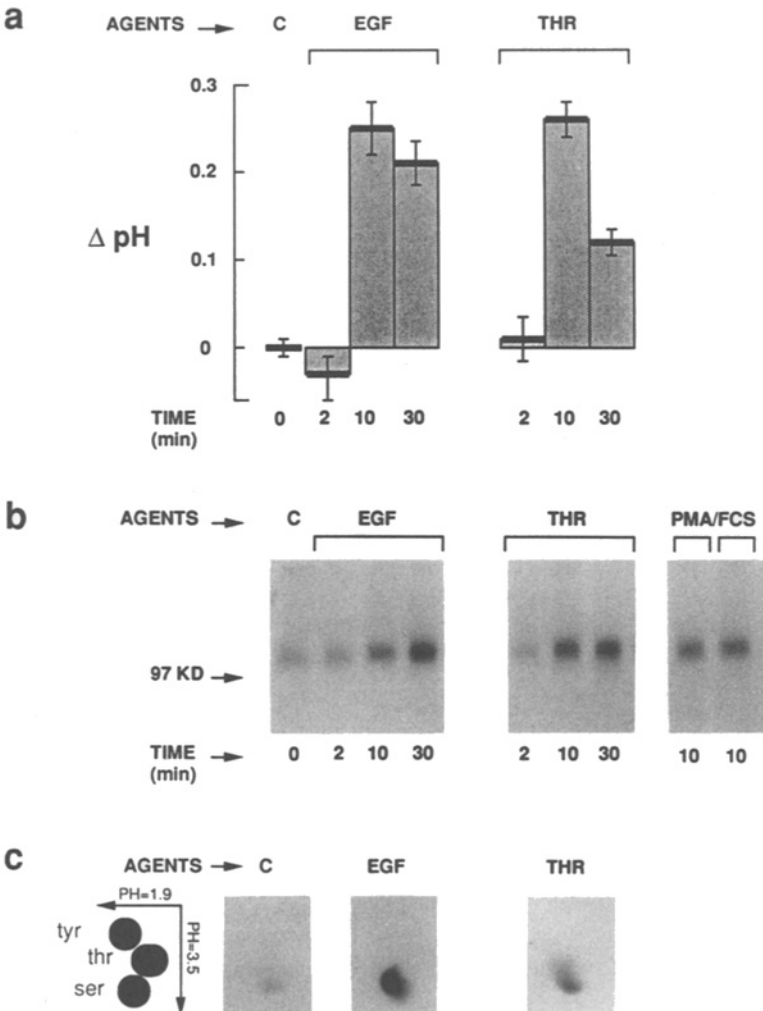 a
AGENTS → C EGF THR
0.3
0.2
Δ pH
0.1
0
TIME (min) 0 2 10 30 2 10 30
b
AGENTS → C EGF THR PMA/FCS
97 KD →
TIME (min) → 0 2 10 30 2 10 30 10 10
c
AGENTS → C EGF THR
PH=1.9
PH=3.5
tyr
thr
ser